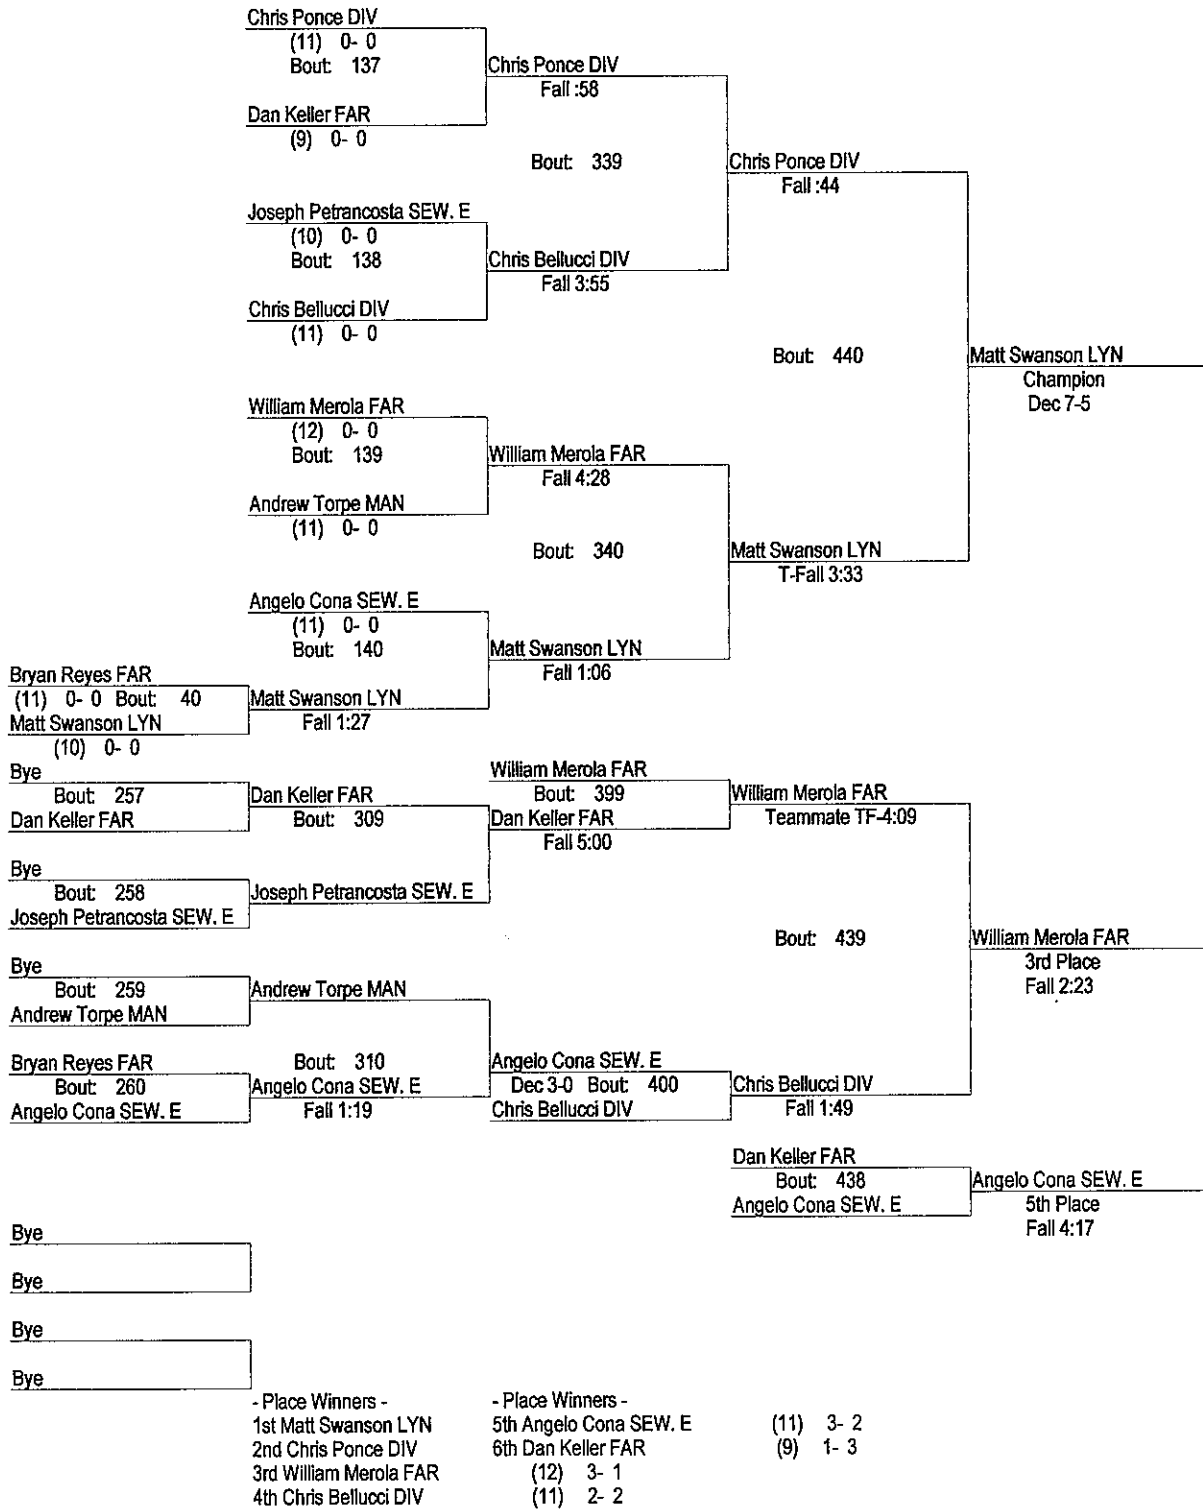 Chris Ponce DIV
(11) 0- 0
Bout: 137
Chris Ponce DIV
Fall :58
Dan Keller FAR
(9) 0- 0
Bout: 339
Chris Ponce DIV
Fall :44
Joseph Petrancosta SEW. E
(10) 0- 0
Bout: 138
Chris Bellucci DIV
Fall 3:55
Chris Bellucci DIV
(11) 0- 0
Bout: 440
Matt Swanson LYN
Champion
Dec 7-5
William Merola FAR
(12) 0- 0
Bout: 139
William Merola FAR
Fall 4:28
Andrew Torpe MAN
(11) 0- 0
Bout: 340
Matt Swanson LYN
T-Fall 3:33
Angelo Cona SEW. E
(11) 0- 0
Bout: 140
Matt Swanson LYN
Fall 1:06
Bryan Reyes FAR
(11) 0- 0 Bout: 40
Matt Swanson LYN
Fall 1:27
Matt Swanson LYN
(10) 0- 0
Bye
Bout: 257
Dan Keller FAR
Dan Keller FAR
Bout: 309
William Merola FAR
Bout: 399
Dan Keller FAR
Fall 5:00
William Merola FAR
Teammate TF-4:09
Bye
Bout: 258
Joseph Petrancosta SEW. E
Joseph Petrancosta SEW. E
Bout: 439
William Merola FAR
3rd Place
Fall 2:23
Bye
Bout: 259
Andrew Torpe MAN
Andrew Torpe MAN
Bryan Reyes FAR
Bout: 260
Angelo Cona SEW. E
Bout: 310
Angelo Cona SEW. E
Fall 1:19
Angelo Cona SEW. E
Dec 3-0 Bout: 400
Chris Bellucci DIV
Chris Bellucci DIV
Fall 1:49
Dan Keller FAR
Bout: 438
Angelo Cona SEW. E
Angelo Cona SEW. E
5th Place
Fall 4:17
Bye
Bye
Bye
Bye
- Place Winners -
1st Matt Swanson LYN
2nd Chris Ponce DIV
3rd William Merola FAR
4th Chris Bellucci DIV
- Place Winners -
5th Angelo Cona SEW. E (11) 3- 2
6th Dan Keller FAR (9) 1- 3
(12) 3- 1
(11) 2- 2